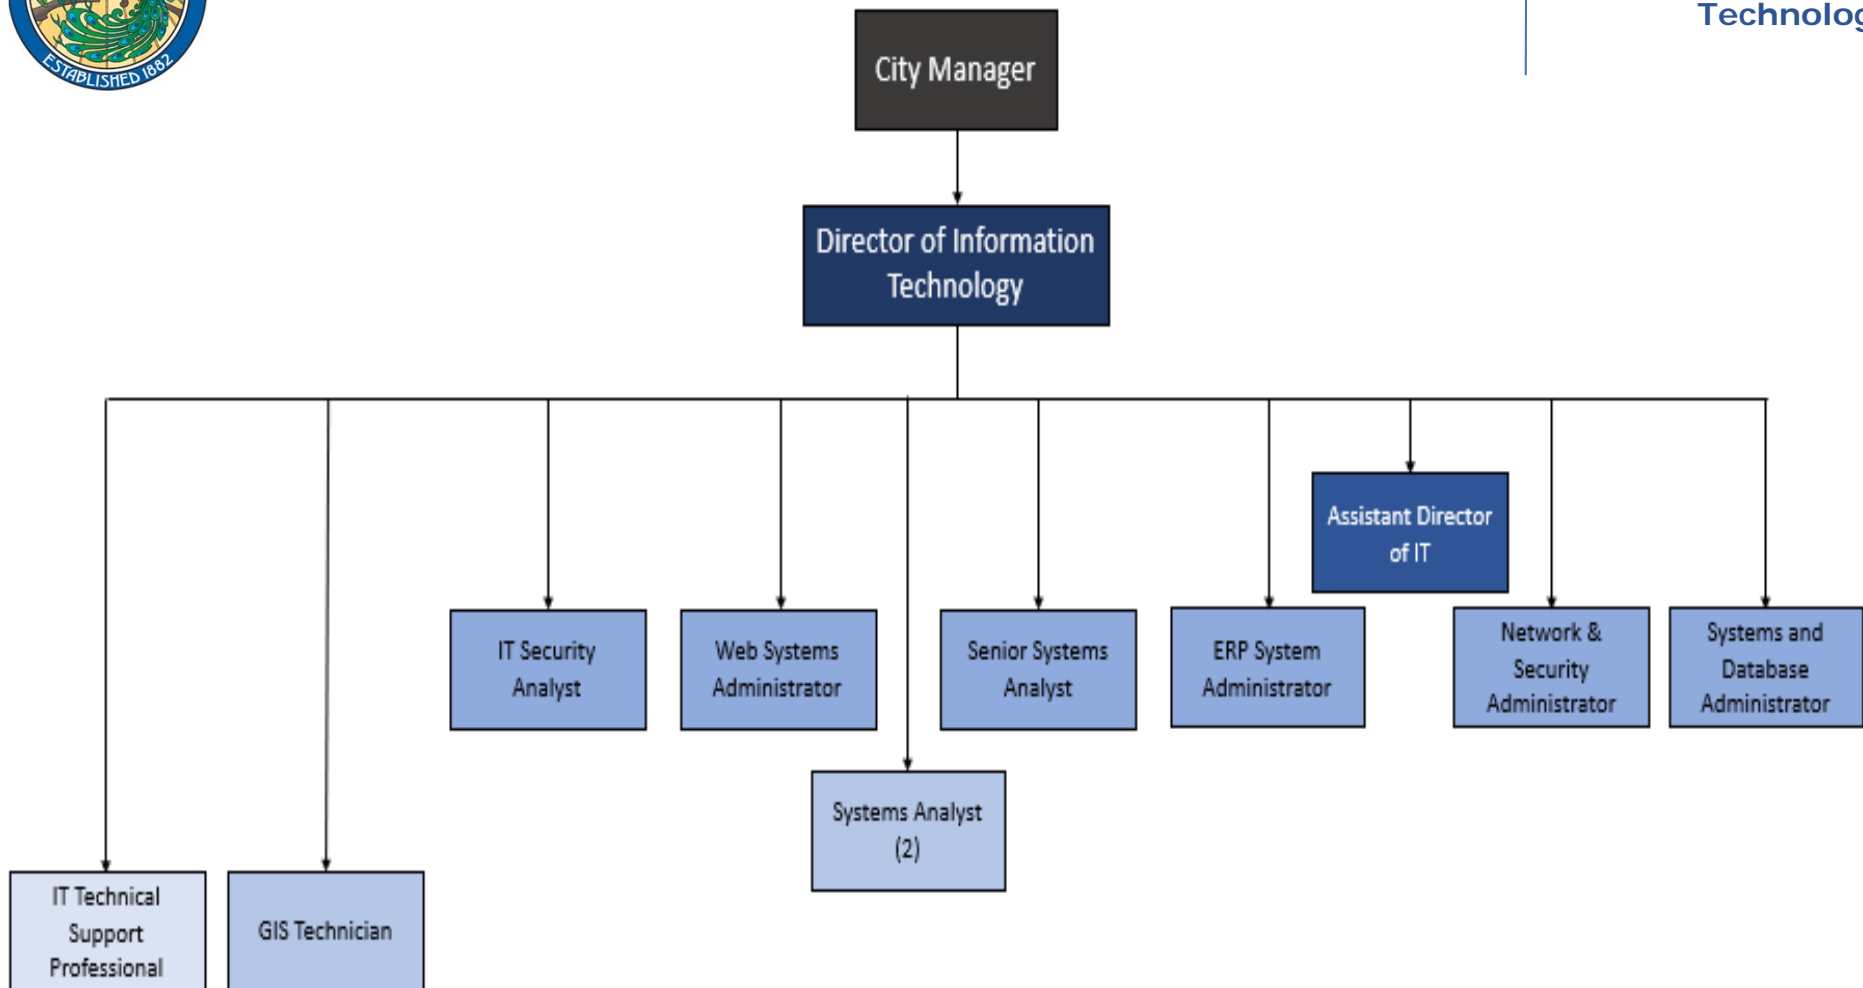 ESTABLISHED 1882
City Manager
Director of Information
Technology
Assistant Director
of IT
IT Security
Analyst
Web Systems
Administrator
Senior Systems
Analyst
ERP System
Administrator
Network &
Security
Administrator
Systems and
Database
Administrator
Systems Analyst
(2)
IT Technical
Support
Professional
GIS Technician